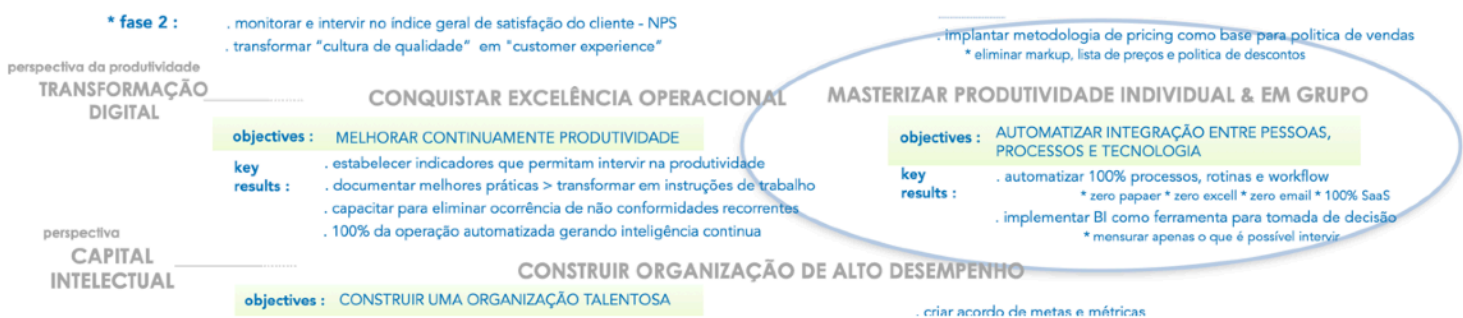 * fase 2 :
. monitorar e intervir no índice geral de satisfação do cliente - NPS
. transformar “cultura de qualidade” em "customer experience”
. implantar metodologia de pricing como base para politica de vendas
* eliminar markup, lista de preços e politica de descontos
perspectiva da produtividade
TRANSFORMAÇÃO
DIGITAL
CONQUISTAR EXCELÊNCIA OPERACIONAL
objectives : MELHORAR CONTINUAMENTE PRODUTIVIDADE
key
results :
. estabelecer indicadores que permitam intervir na produtividade
. documentar melhores práticas > transformar em instruções de trabalho
. capacitar para eliminar ocorrência de não conformidades recorrentes
. 100% da operação automatizada gerando inteligência continua
MASTERIZAR PRODUTIVIDADE INDIVIDUAL & EM GRUPO
objectives : AUTOMATIZAR INTEGRAÇÃO ENTRE PESSOAS,
PROCESSOS E TECNOLOGIA
key
results :
. automatizar 100% processos, rotinas e workflow
* zero papaer * zero excell * zero email * 100% SaaS
. implementar BI como ferramenta para tomada de decisão
* mensurar apenas o que é possível intervir
perspectiva
CAPITAL
INTELECTUAL
CONSTRUIR ORGANIZAÇÃO DE ALTO DESEMPENHO
objectives : CONSTRUIR UMA ORGANIZAÇÃO TALENTOSA
. criar acordo de metas e métricas